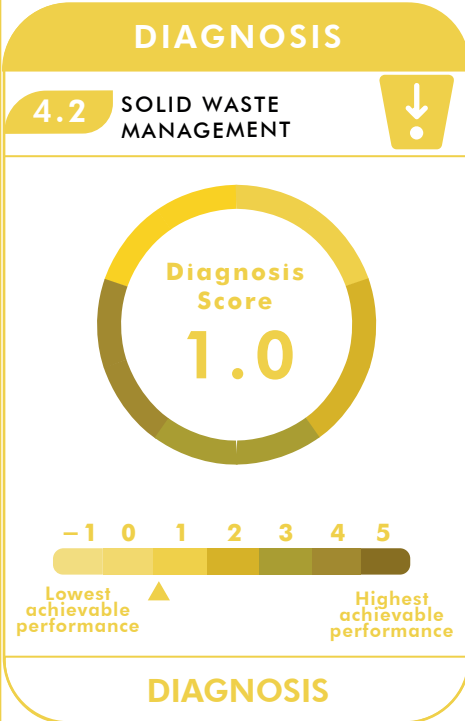 DIAGNOSIS
4.2
SOLID WASTE
MANAGEMENT
Diagnosis
Score
1.0
–1 0 1 2 3 4 5
Lowest
achievable
performance
Highest
achievable
performance
DIAGNOSIS